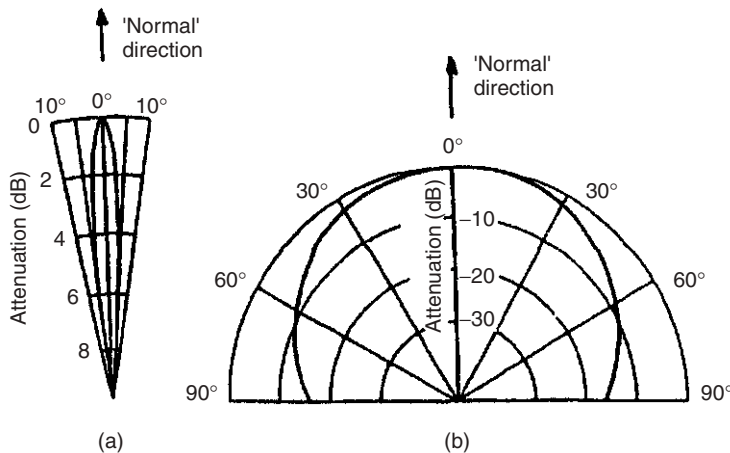 'Normal'
direction
10° 0° 10°
0
2
4
6
8
Attenuation (dB)
(a)
'Normal'
direction
0°
30° 30°
60° 60°
90° 90°
Attenuation (dB)
–10
–20
–30
(b)